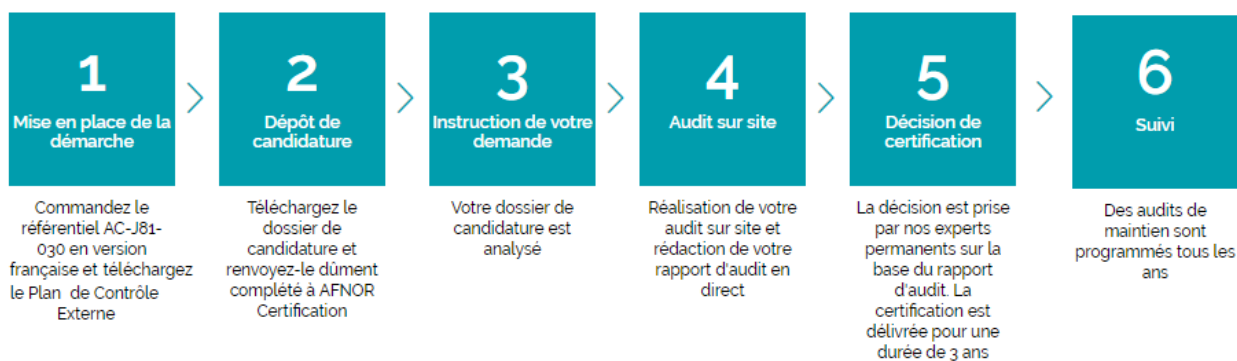 1
Mise en place de la
démarche
Commandez le
référentiel AC-J81-
030 en version
française et téléchargez
le Plan de Contrôle
Externe
2
Dépôt de
candidature
Téléchargez le
dossier de
candidature et
renvoyez-le dûment
complété à AFNOR
Certification
3
Instruction de votre
demande
Votre dossier de
candidature est
analysé
4
Audit sur site
Réalisation de votre
audit sur site et
rédaction de votre
rapport d'audit en
direct
5
Décision de
certification
La décision est prise
par nos experts
permanents sur la
base du rapport
d'audit. La
certification est
délivrée pour une
durée de 3 ans
6
Suivi
Des audits de
maintien sont
programmés tous les
ans